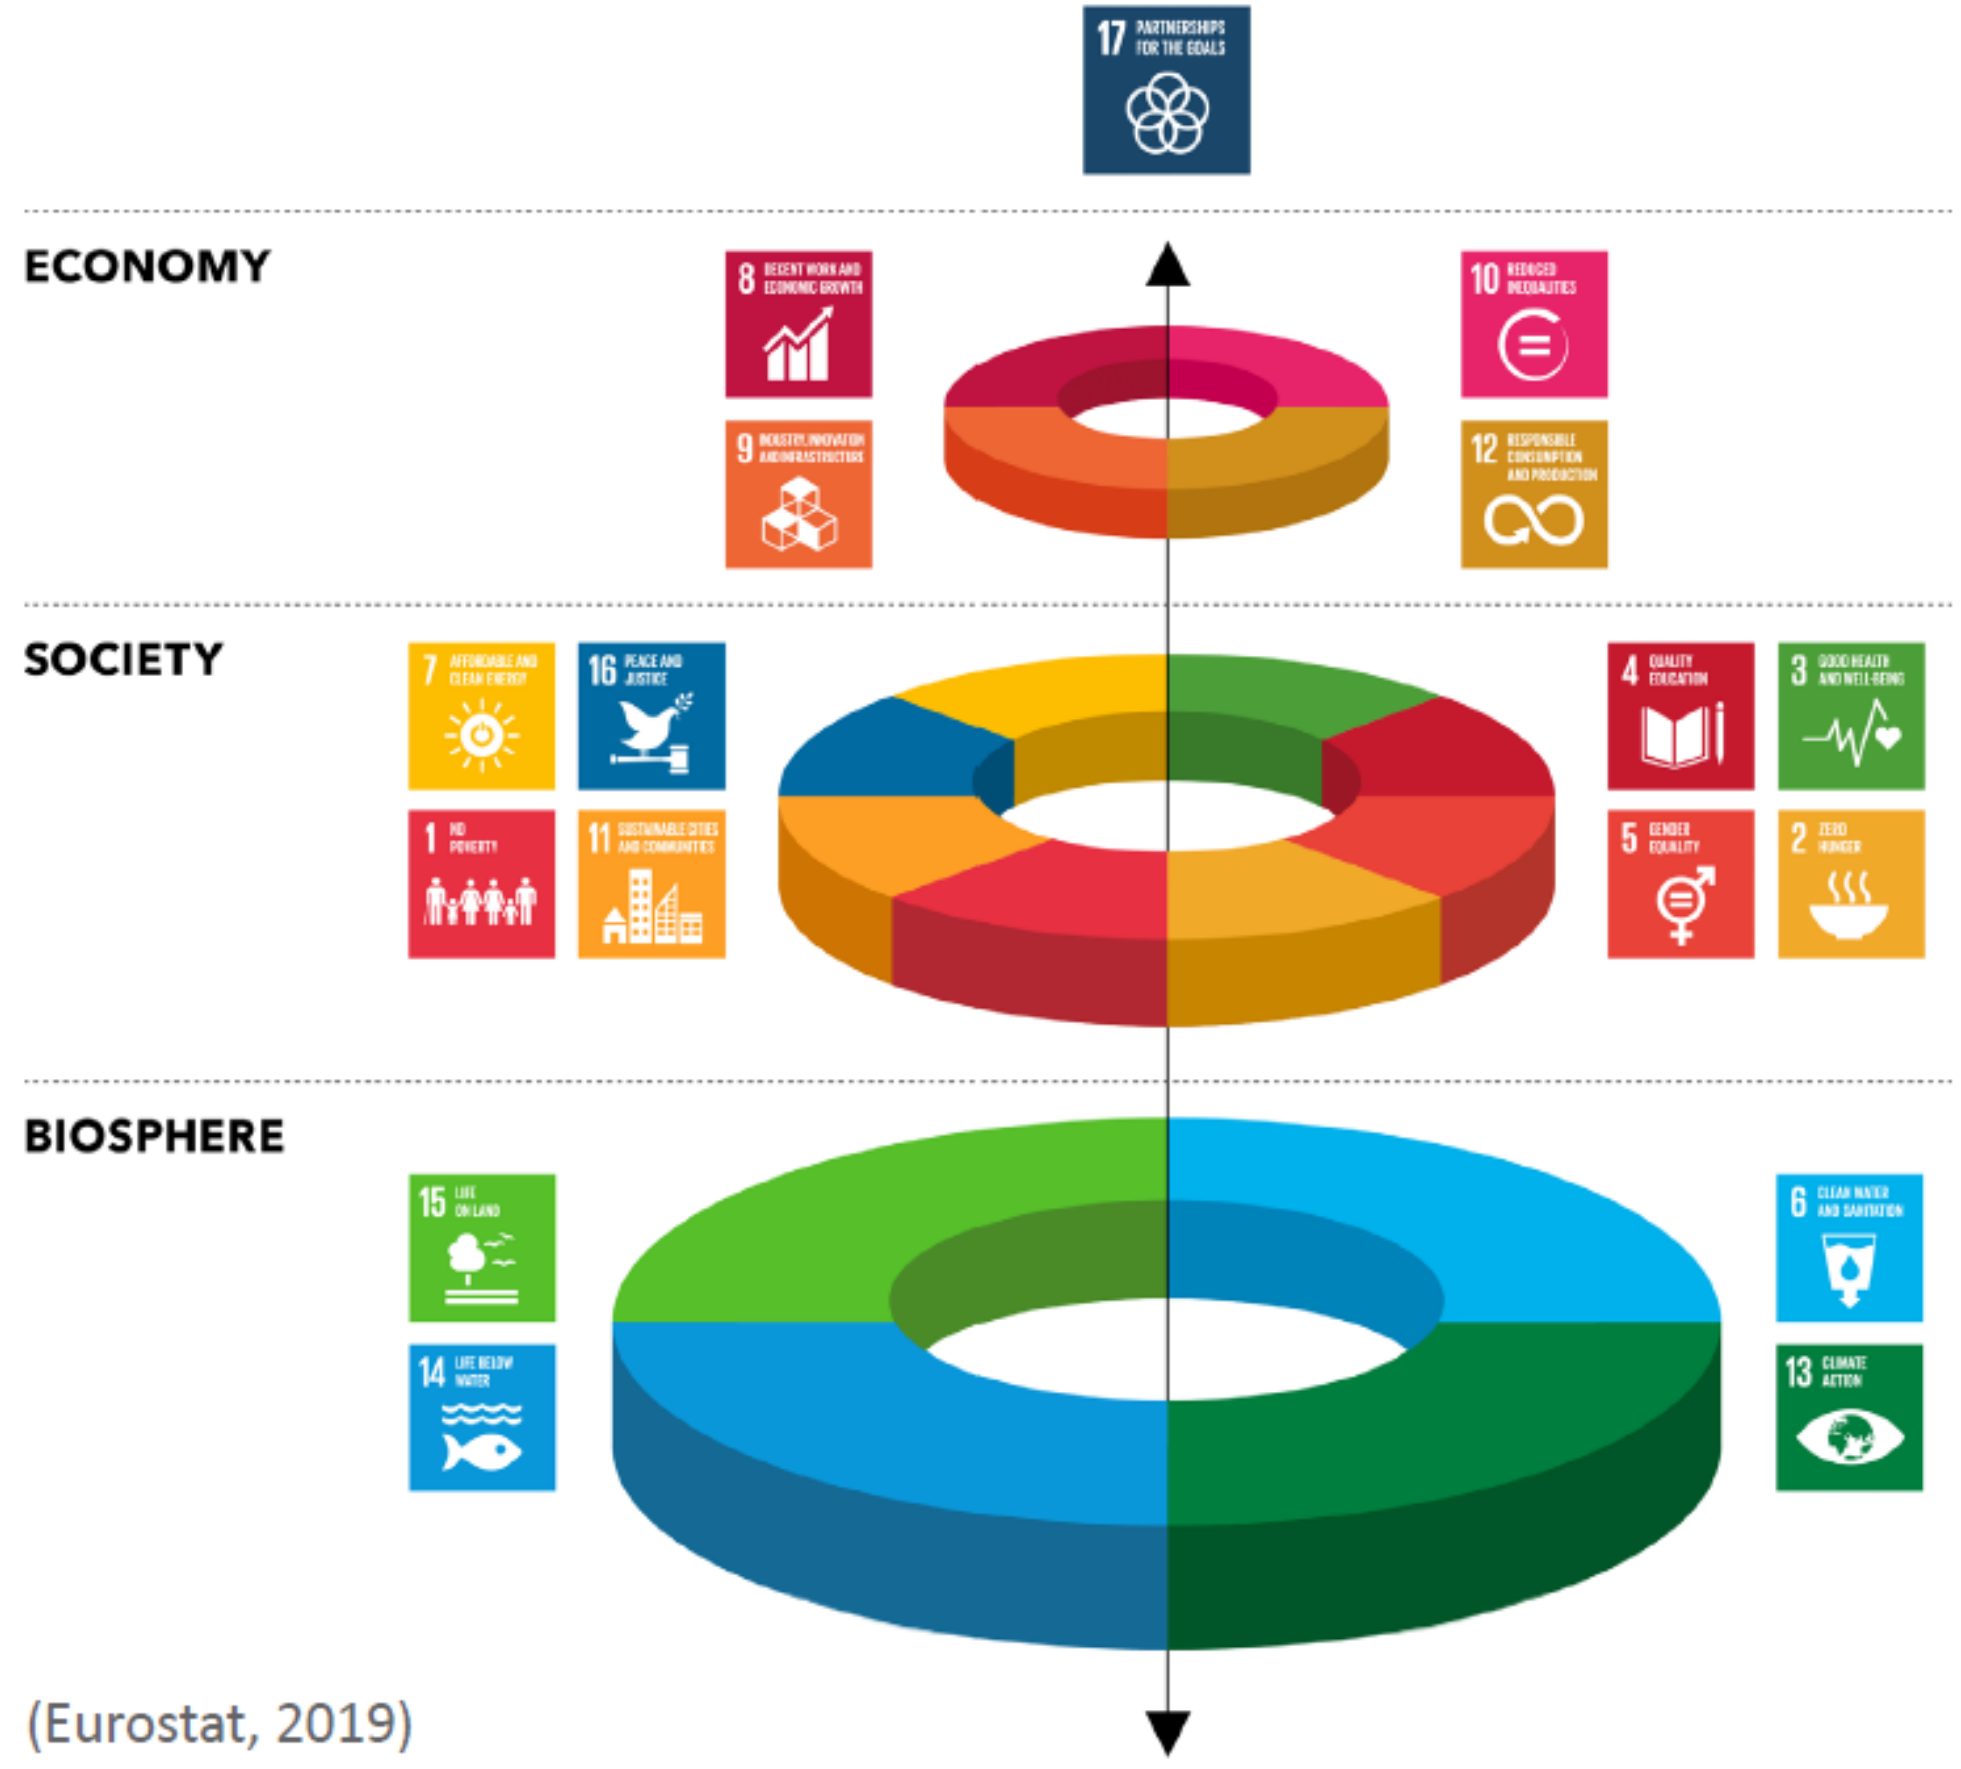 17 PARTNERSHIPS
FOR THE GOALS
ECONOMY
8 DECENT WORK AND
ECONOMIC GROWTH
10 REDUCED
INEQUALITIES
9 INDUSTRY, INNOVATION
AND INFRASTRUCTURE
12 RESPONSIBLE
CONSUMPTION
AND PRODUCTION
SOCIETY
7 AFFORDABLE AND
CLEAN ENERGY
16 PEACE AND
JUSTICE
4 QUALITY
EDUCATION
3 GOOD HEALTH
AND WELL-BEING
1 NO
POVERTY
11 SUSTAINABLE CITIES
AND COMMUNITIES
5 GENDER
EQUALITY
2 ZERO
HUNGER
BIOSPHERE
15 LIFE
ON LAND
6 CLEAN WATER
AND SANITATION
14 LIFE BELOW
WATER
13 CLIMATE
ACTION
(Eurostat, 2019)